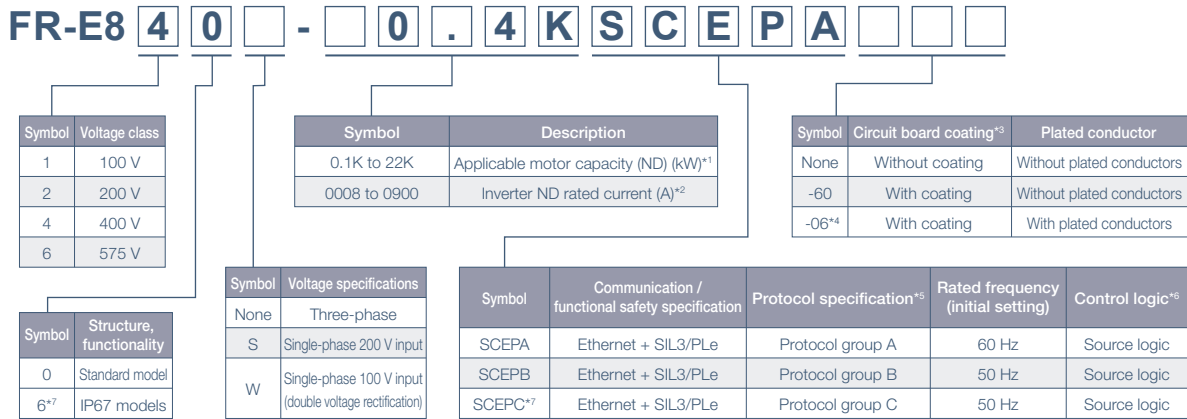 FR-E8 4 0 - 0 . 4 K S C E P A
Symbol Voltage class
1 100 V
2 200 V
4 400 V
6 575 V
Symbol Structure, functionality
0 Standard model
6*7 IP67 models
Symbol Voltage specifications
None Three-phase
S Single-phase 200 V input
W Single-phase 100 V input
(double voltage rectification)
Symbol Description
0.1K to 22K Applicable motor capacity (ND) (kW)*1
0008 to 0900 Inverter ND rated current (A)*2
Symbol Communication / functional safety specification Protocol specification*5 Rated frequency (initial setting) Control logic*6
SCEPA Ethernet + SIL3/PLe Protocol group A 60 Hz Source logic
SCEPB Ethernet + SIL3/PLe Protocol group B 50 Hz Source logic
SCEPC*7 Ethernet + SIL3/PLe Protocol group C 50 Hz Source logic
Symbol Circuit board coating*3 Plated conductor
None Without coating Without plated conductors
-60 With coating Without plated conductors
-06*4 With coating With plated conductors